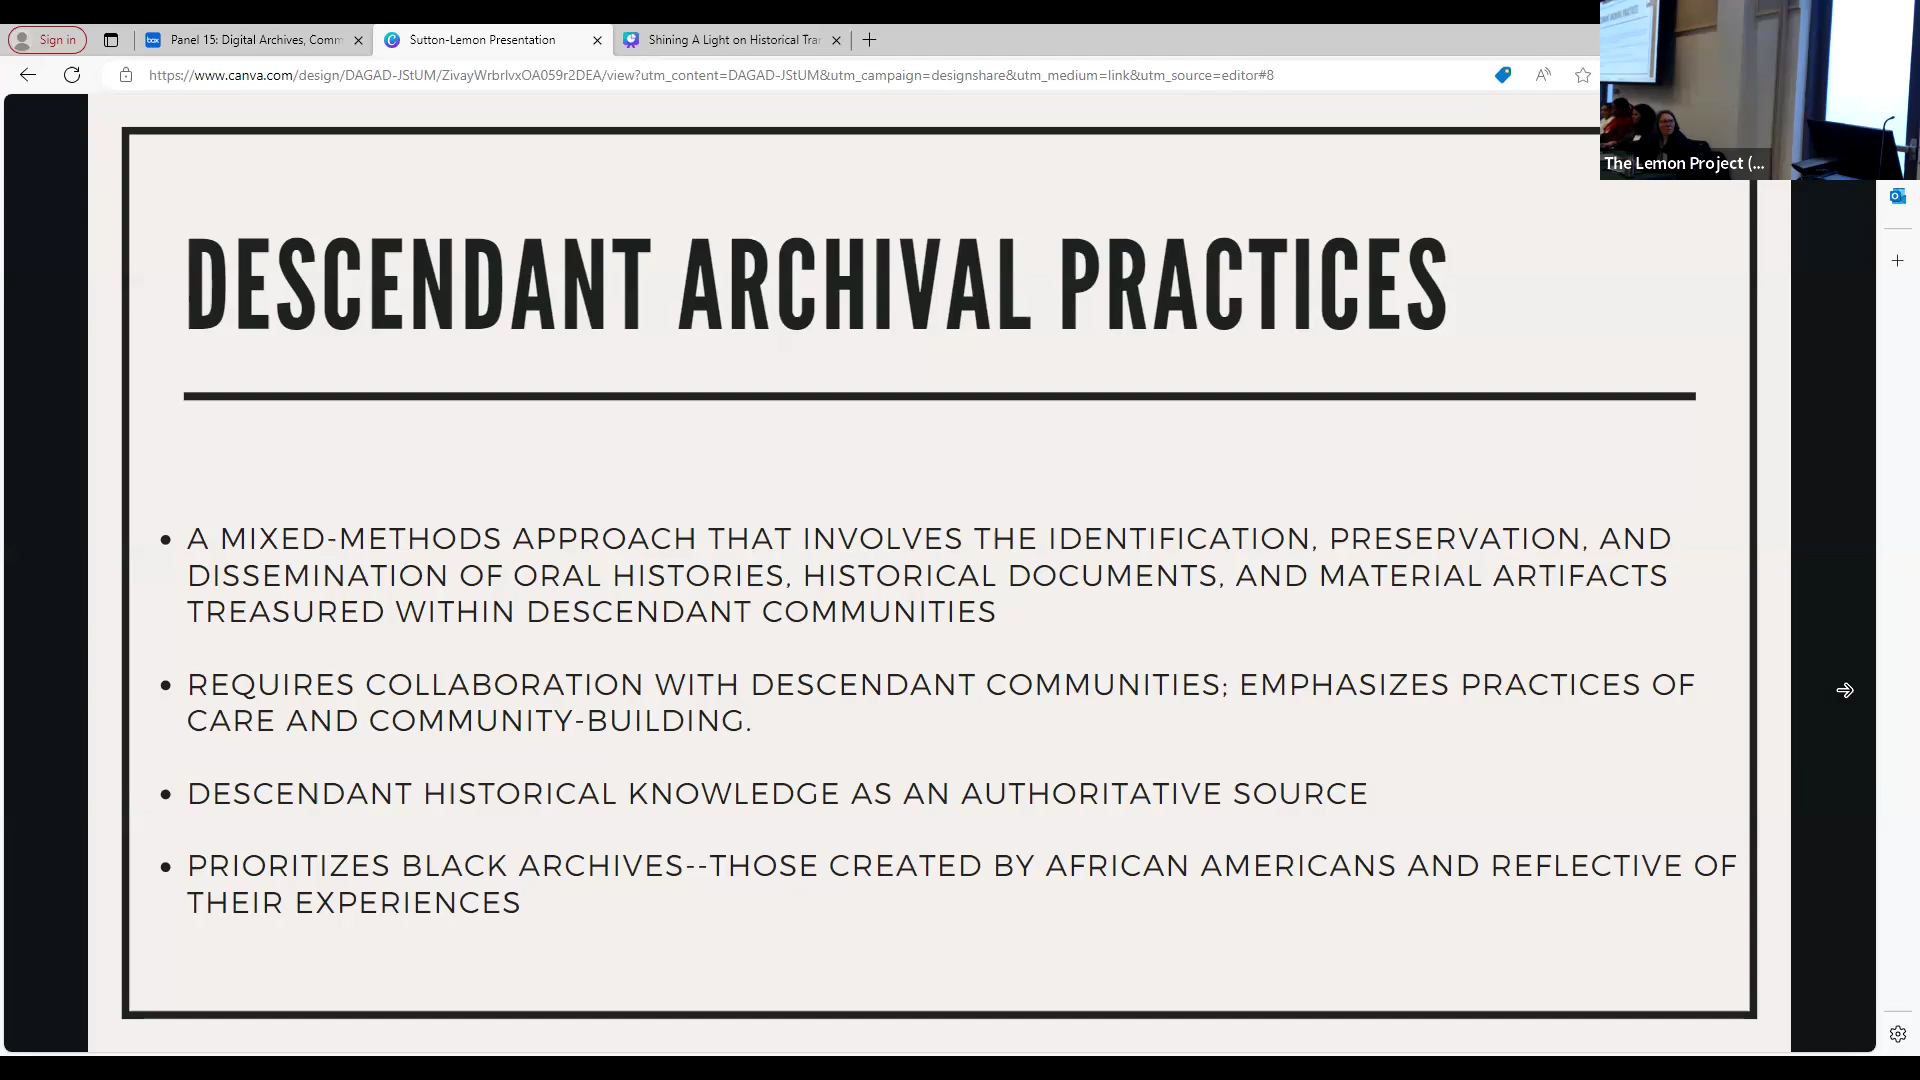 Sign in
Panel 15: Digital Archives, Comm
Sutton-Lemon Presentation
Shining A Light on Historical Tra
https://www.canva.com/design/DAGAD-JStUM/ZivayWrbrlvxOA059r2DEA/view?utm_content=DAGAD-JStUM&utm_campaign=designshare&utm_medium=link&utm_source=editor#8
The Lemon Project (...
DESCENDANT ARCHIVAL PRACTICES
• A MIXED-METHODS APPROACH THAT INVOLVES THE IDENTIFICATION, PRESERVATION, AND
DISSEMINATION OF ORAL HISTORIES, HISTORICAL DOCUMENTS, AND MATERIAL ARTIFACTS
TREASURED WITHIN DESCENDANT COMMUNITIES
• REQUIRES COLLABORATION WITH DESCENDANT COMMUNITIES; EMPHASIZES PRACTICES OF
CARE AND COMMUNITY-BUILDING.
• DESCENDANT HISTORICAL KNOWLEDGE AS AN AUTHORITATIVE SOURCE
• PRIORITIZES BLACK ARCHIVES--THOSE CREATED BY AFRICAN AMERICANS AND REFLECTIVE OF
THEIR EXPERIENCES